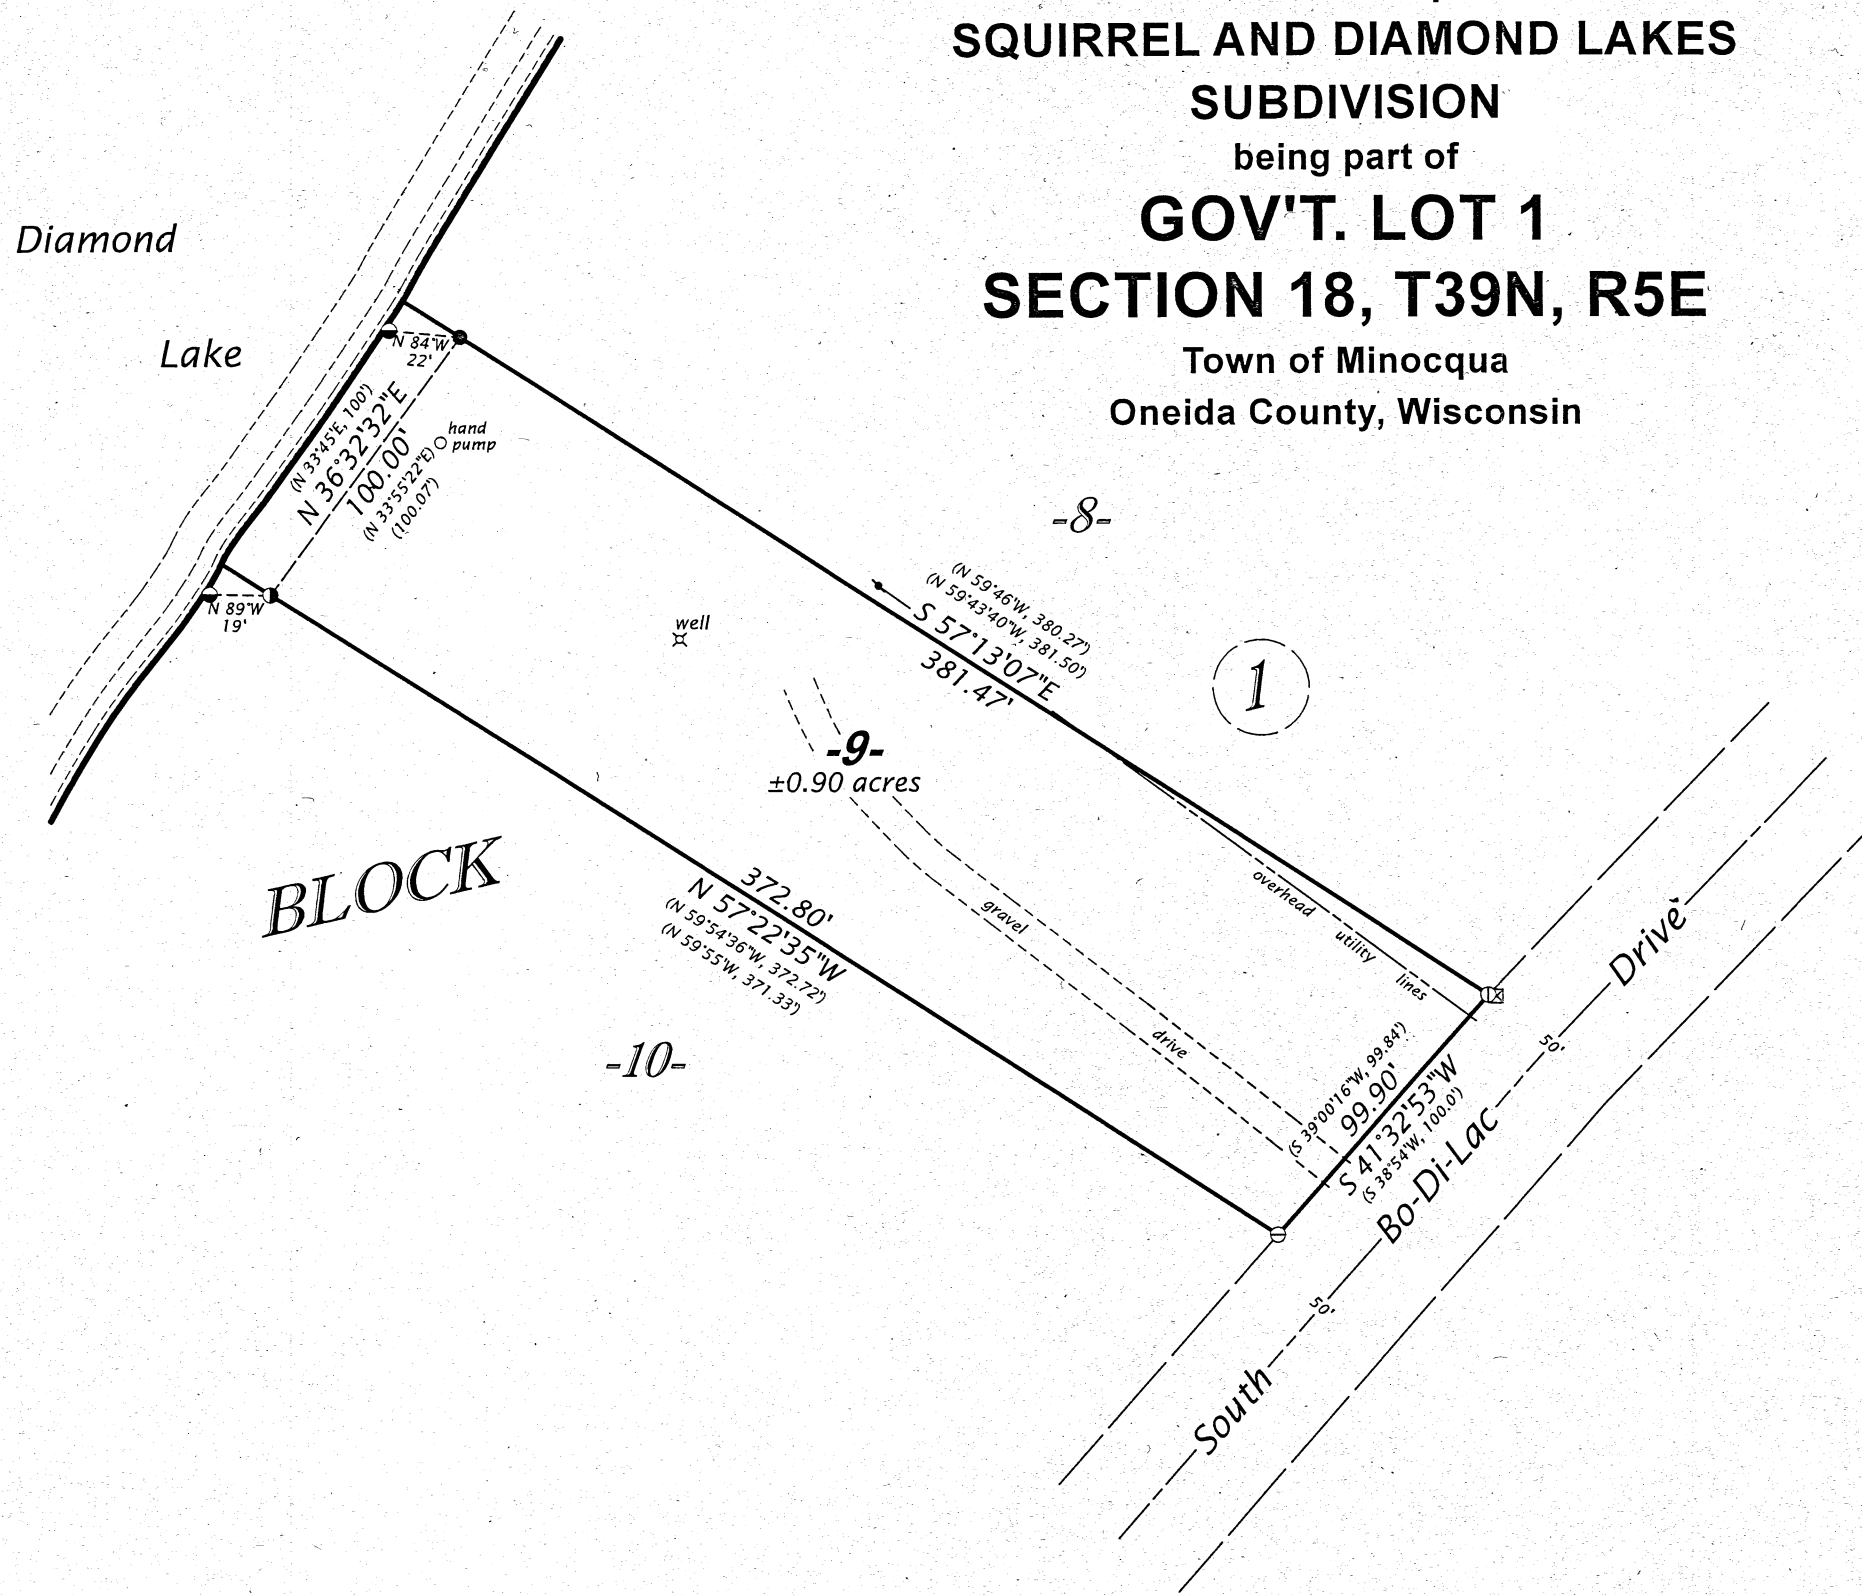 SQUIRREL AND DIAMOND LAKES
SUBDIVISION
being part of
GOV'T. LOT 1
SECTION 18, T39N, R5E
Town of Minocqua
Oneida County, Wisconsin
Diamond
Lake
N 84°W
22'
(N 33°45'E, 100')
N 36°32'32"E
100.00'
(N 33°55'22"E)
(100.07')
hand
pump
N 89°W
19'
well
-8-
(N 59°46'W, 380.27')
(N 59°43'40"W, 381.50')
S 57°13'07"E
381.47'
1
-9-
±0.90 acres
BLOCK
372.80'
N 57°22'35"W
(N 59°54'36"W, 372.72')
(N 59°55'W, 371.33')
gravel
drive
overhead
utility
lines
-10-
(S 39°00'16"W, 99.84')
99.90'
S 41°32'53"W
(S 38°54'W, 100.0')
50'
50'
South
Bo-Di-Lac
Drive